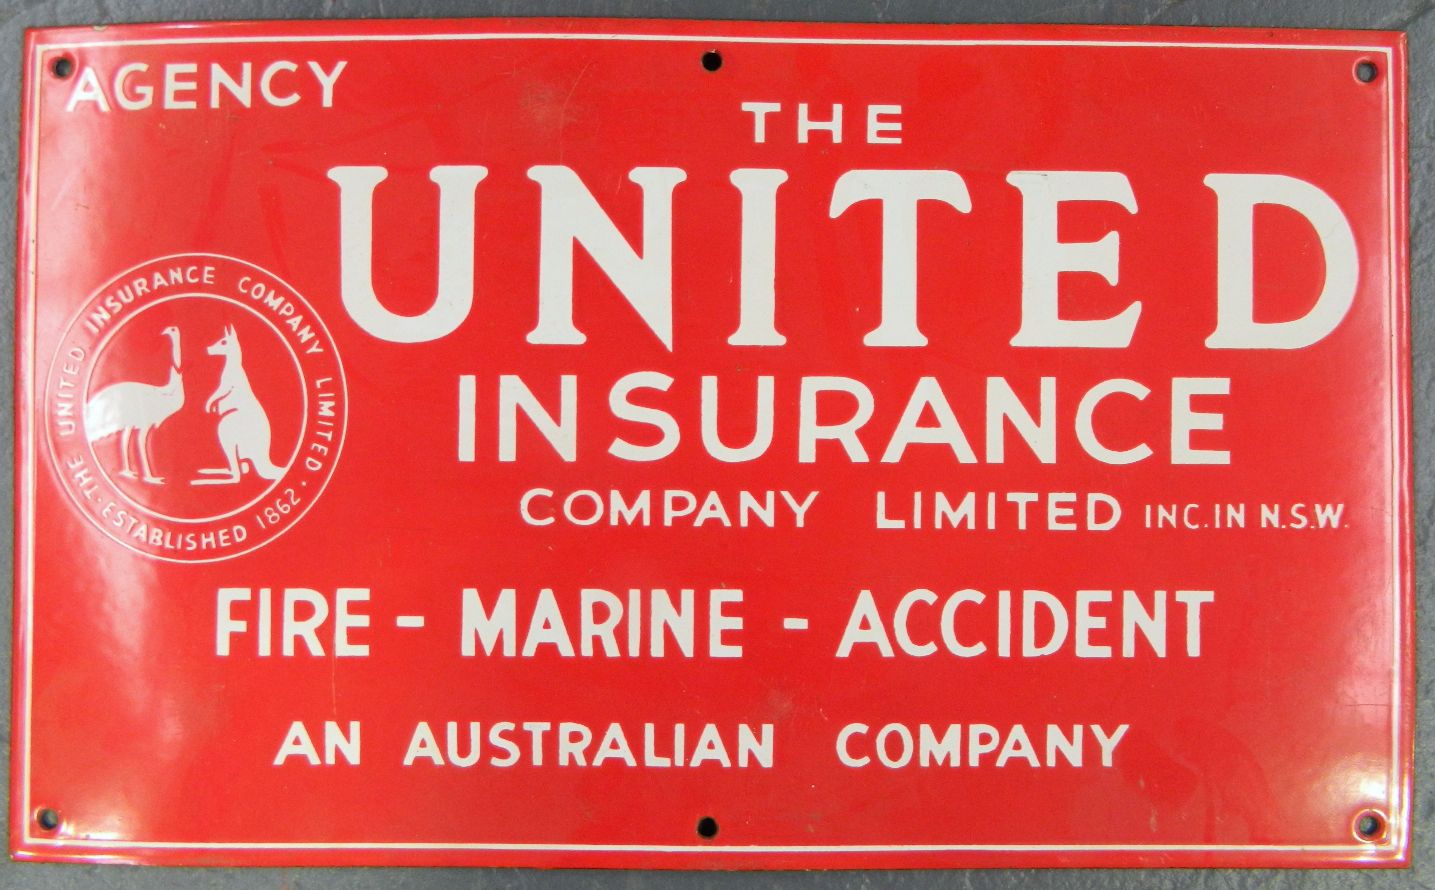 AGENCY
THE
UNITED
INSURANCE
COMPANY LIMITED INC. IN N.S.W.
THE UNITED INSURANCE COMPANY LIMITED · ESTABLISHED 1862 ·
FIRE - MARINE - ACCIDENT
AN AUSTRALIAN COMPANY